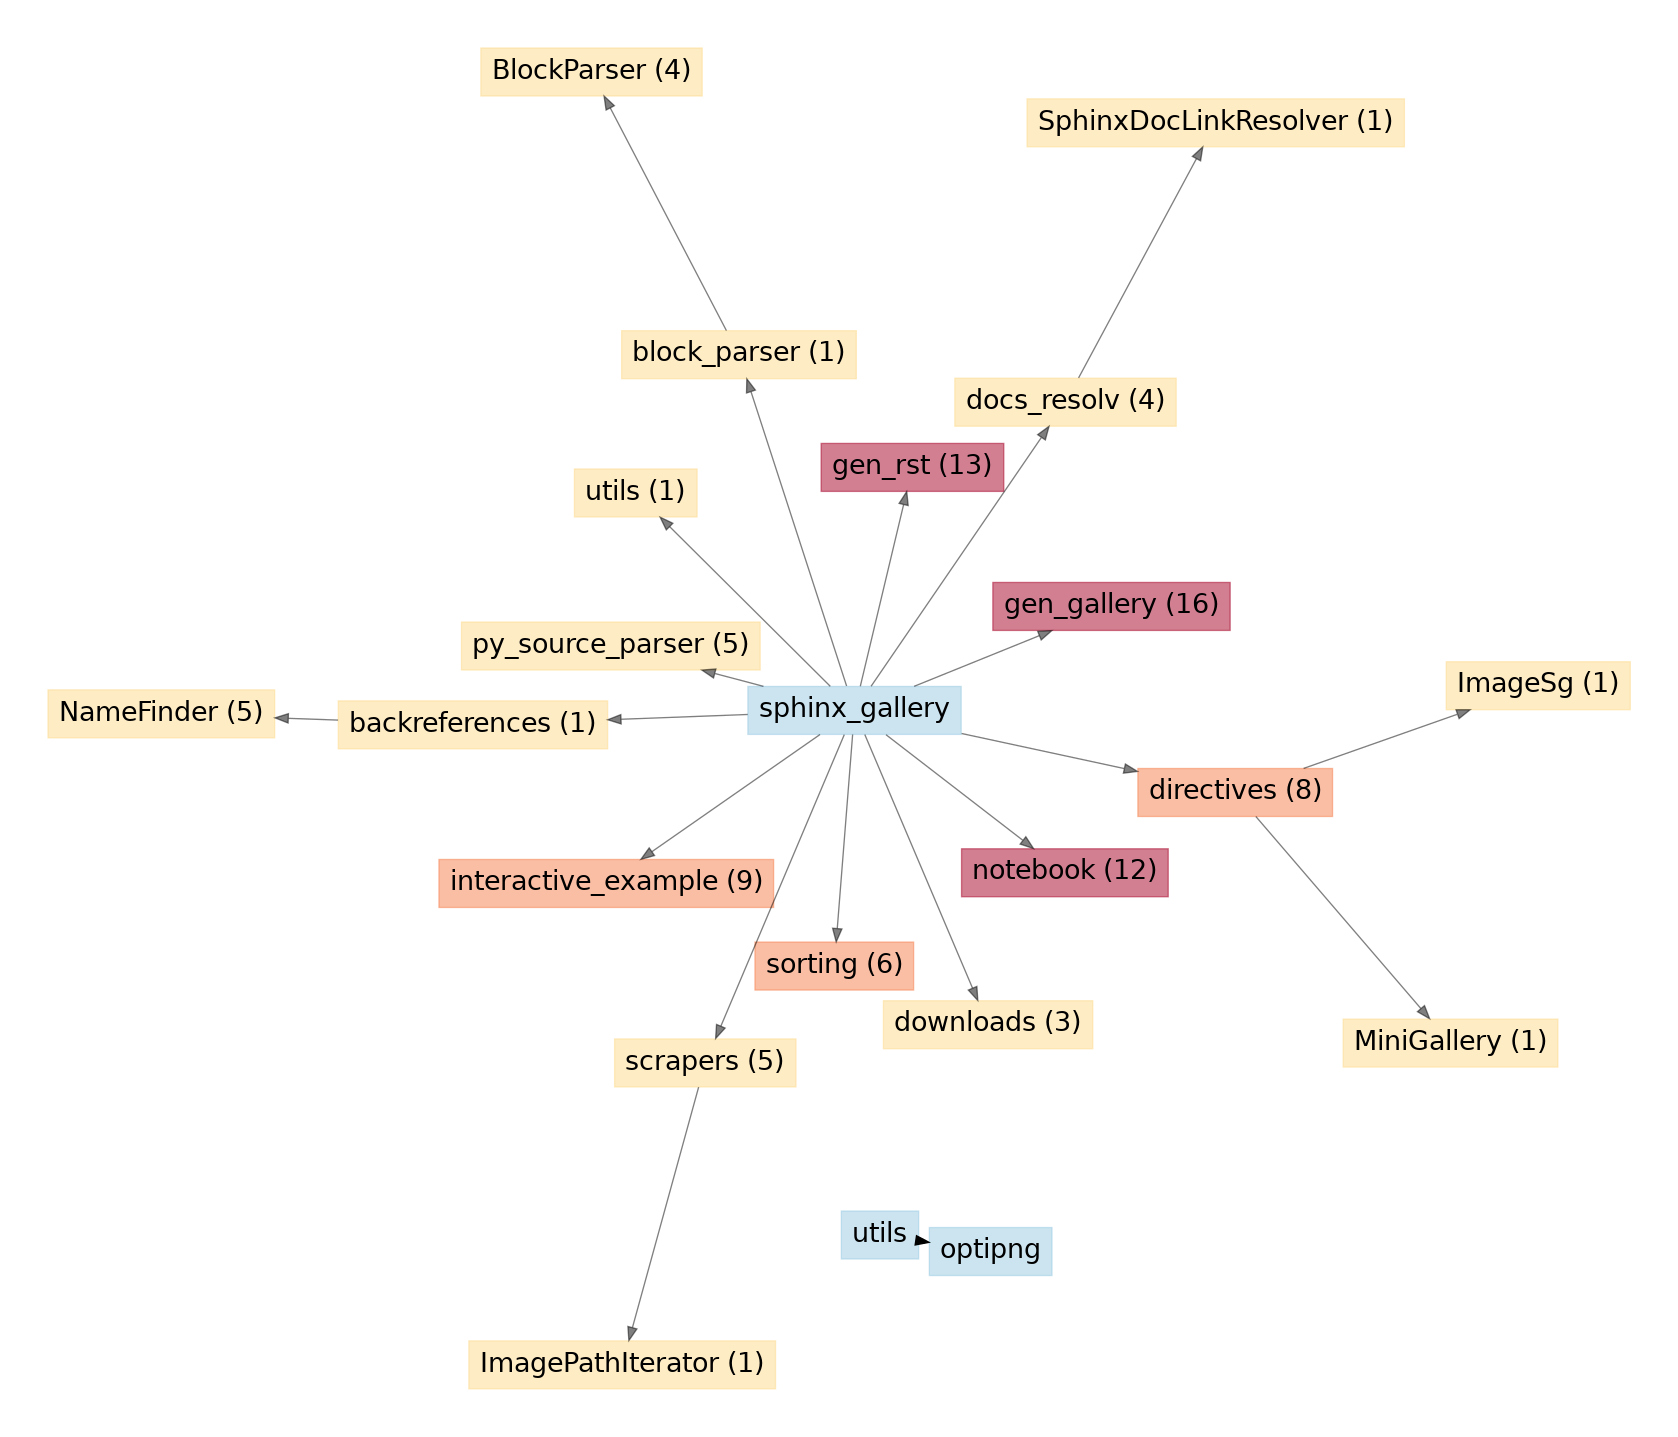 BlockParser (4)
SphinxDocLinkResolver (1)
block_parser (1)
docs_resolv (4)
gen_rst (13)
utils (1)
gen_gallery (16)
py_source_parser (5)
ImageSg (1)
NameFinder (5)
backreferences (1)
sphinx_gallery
directives (8)
interactive_example (9)
notebook (12)
sorting (6)
downloads (3)
MiniGallery (1)
scrapers (5)
utils
optipng
ImagePathIterator (1)